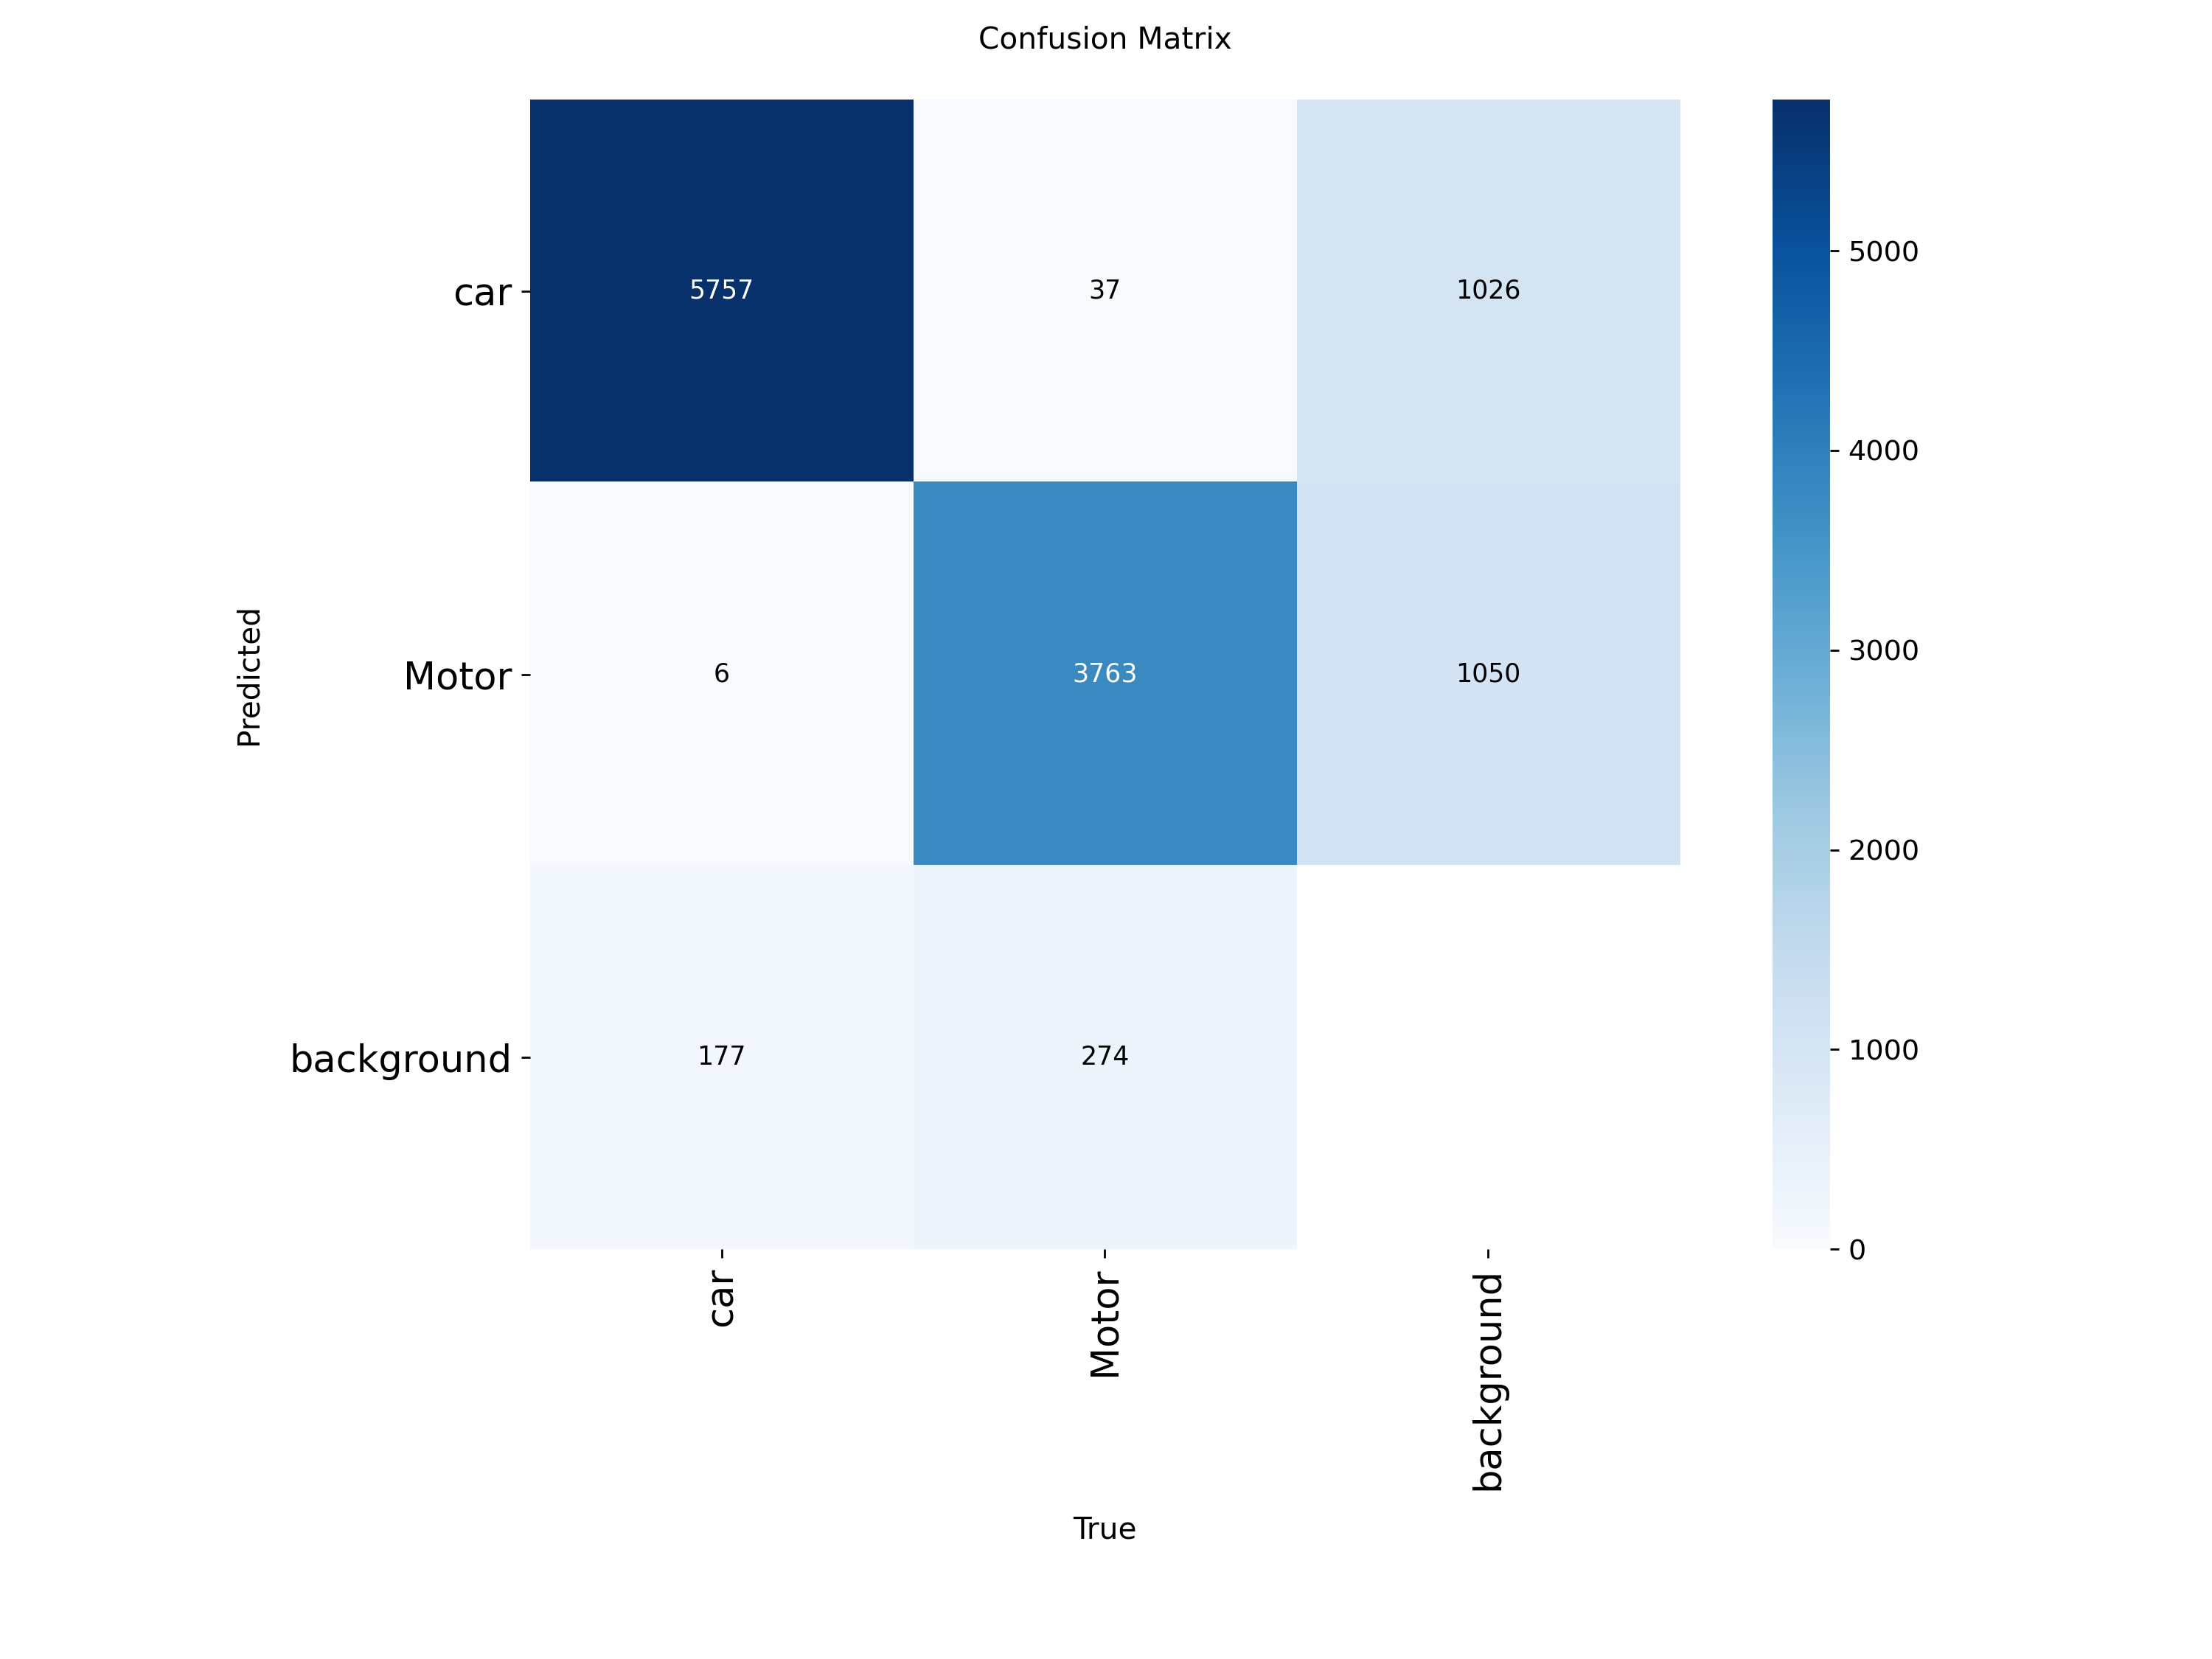 Confusion Matrix
car
5757
37
1026
5000
4000
Predicted
Motor
6
3763
1050
3000
2000
background
177
274
1000
0
car
Motor
background
True